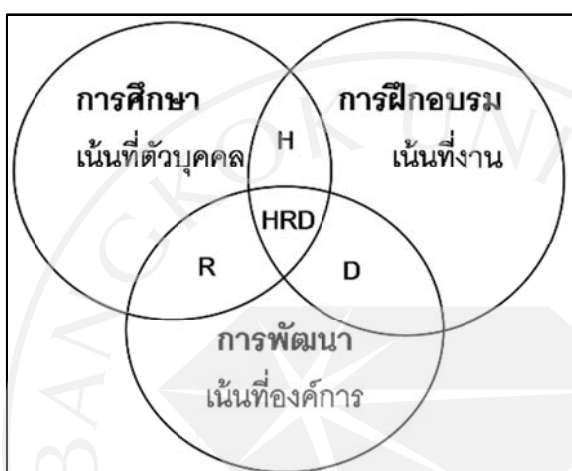 การศึกษา
เน้นที่ตัวบุคคล
H
การฝึกอบรม
เน้นที่งาน
HRD
R
D
การพัฒนา
เน้นที่องค์การ
BANGKOK UNI